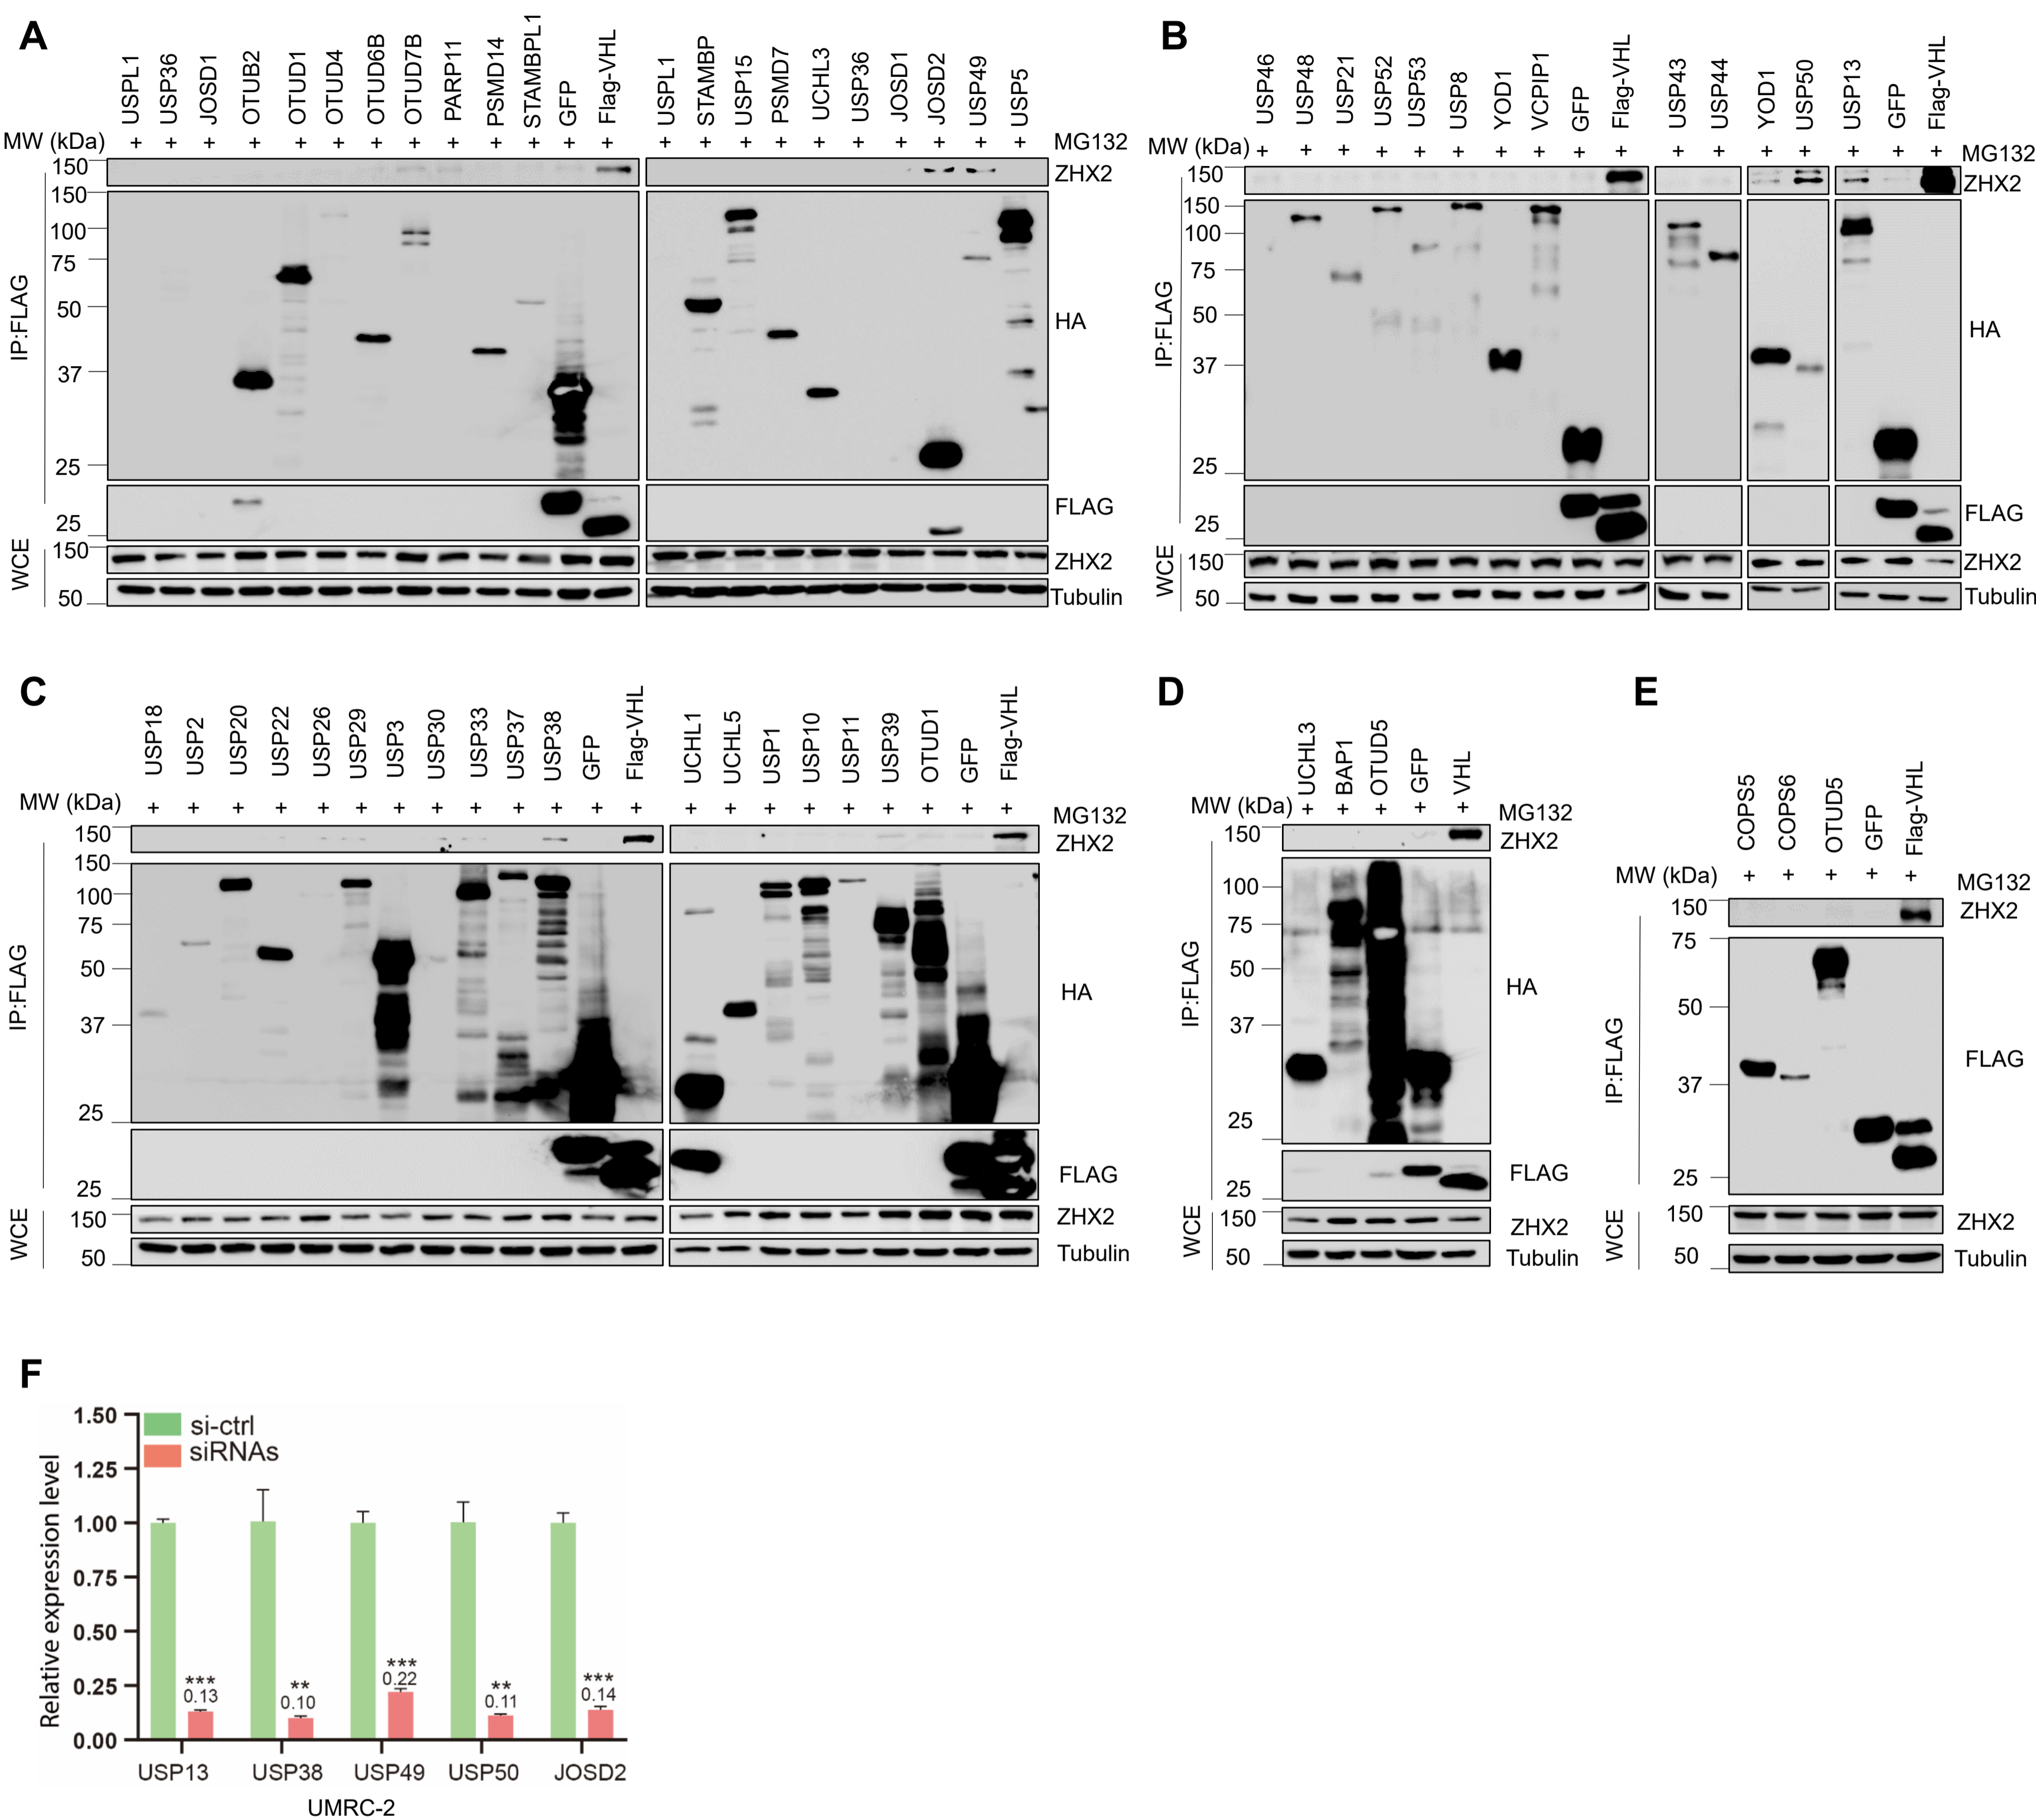 A
USPL1 USP36 JOSD1 OTUB2 OTUD1 OTUD4 OTUD6B OTUD7B PARP11 PSMD14 STAMBPL1 GFP Flag-VHL USPL1 STAMBP USP15 PSMD7 UCHL3 USP36 JOSD1 JOSD2 USP49 USP5
MW (kDa) + + + + + + + + + + + + + + + + + + + + + + + MG132
150 ZHX2
150
100
75
50 HA
37
25
IP:FLAG
FLAG
25
150 ZHX2
WCE
50 Tubulin
B
USP46 USP48 USP21 USP52 USP53 USP8 YOD1 VCPIP1 GFP Flag-VHL USP43 USP44 YOD1 USP50 USP13 GFP Flag-VHL
MW (kDa) + + + + + + + + + + + + + + + + + MG132
150 ZHX2
150
100
75
50 HA
37
25
IP:FLAG
FLAG
25
150 ZHX2
WCE
50 Tubulin
C
USP18 USP2 USP20 USP22 USP26 USP29 USP3 USP30 USP33 USP37 USP38 GFP Flag-VHL UCHL1 UCHL5 USP1 USP10 USP11 USP39 OTUD1 GFP Flag-VHL
MW (kDa) + + + + + + + + + + + + + + + + + + + + + + MG132
150 ZHX2
150
100
75
50 HA
37
25
IP:FLAG
FLAG
25
150 ZHX2
WCE
50 Tubulin
D
UCHL3 BAP1 OTUD5 GFP VHL
MW (kDa) + + + + + MG132
150 ZHX2
100
75
50 HA
37
25
IP:FLAG
FLAG
25
150 ZHX2
WCE
50 Tubulin
E
COPS5 COPS6 OTUD5 GFP Flag-VHL
MW (kDa) + + + + + MG132
150 ZHX2
75
50
FLAG
37
25
IP:FLAG
150 ZHX2
WCE
50 Tubulin
F
Relative expression level
1.50
1.25
1.00
0.75
0.50
0.25
0.00
si-ctrl
siRNAs
*** ** *** ** ***
0.13 0.10 0.22 0.11 0.14
USP13 USP38 USP49 USP50 JOSD2
UMRC-2